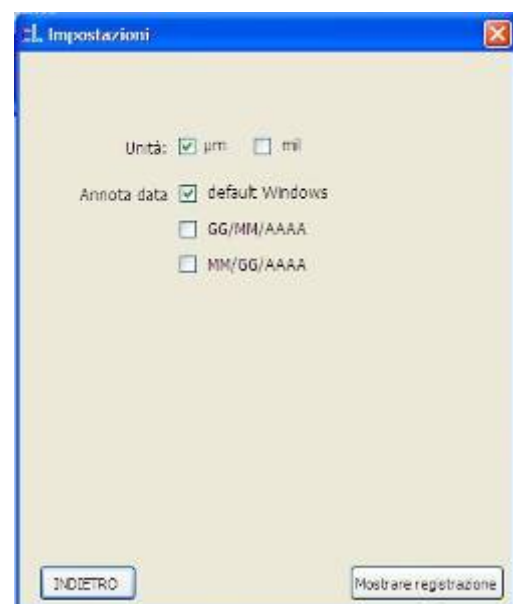 Impostazioni
Unità: µm mil
Annota data default Windows
GG/MM/AAAA
MM/GG/AAAA
INDIETRO Mostrare registrazione